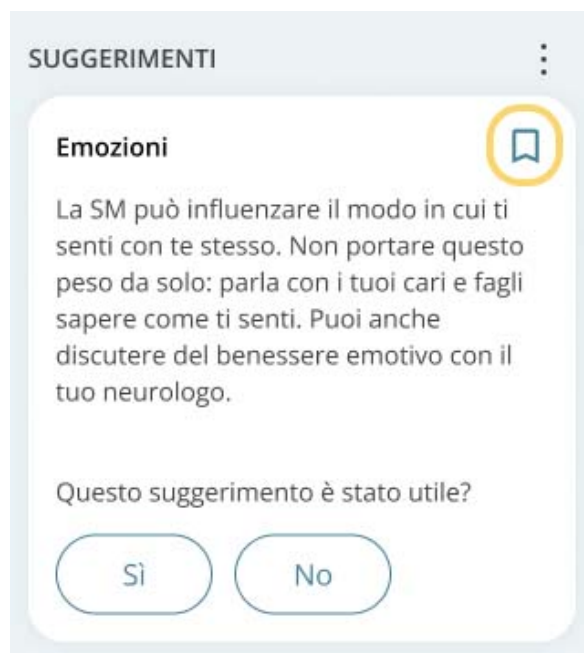 SUGGERIMENTI
Emozioni
La SM può influenzare il modo in cui ti
senti con te stesso. Non portare questo
peso da solo: parla con i tuoi cari e fagli
sapere come ti senti. Puoi anche
discutere del benessere emotivo con il
tuo neurologo.
Questo suggerimento è stato utile?
Sì
No